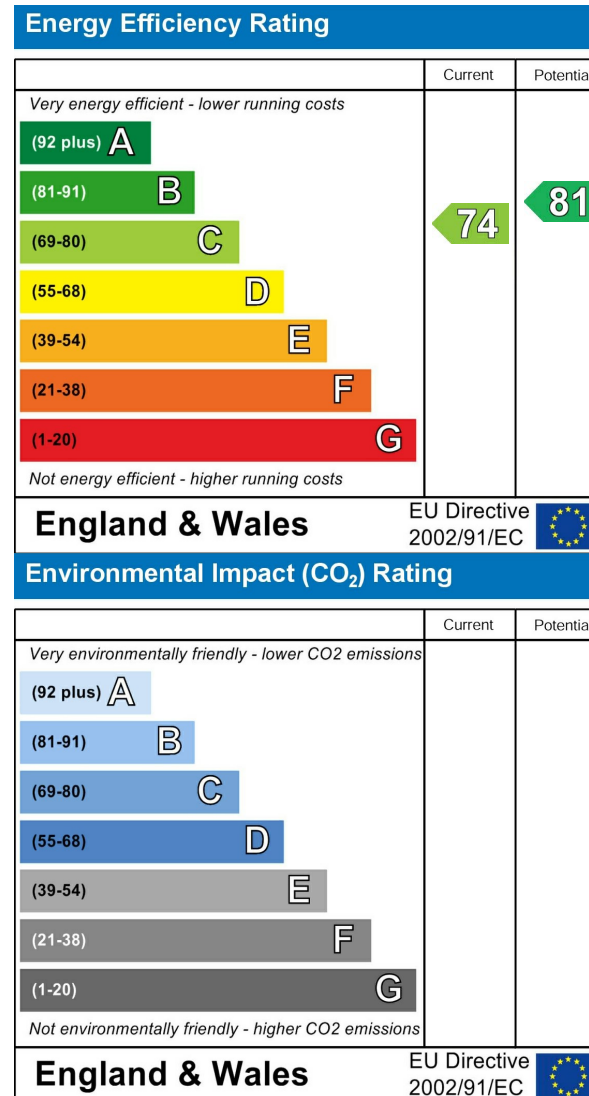 Energy Efficiency Rating
Current Potentia
Very energy efficient - lower running costs
(92 plus) A
(81-91) B
81
(69-80) C
74
(55-68) D
(39-54) E
(21-38) F
(1-20) G
Not energy efficient - higher running costs
England & Wales
EU Directive
2002/91/EC
Environmental Impact (CO₂) Rating
Current Potentia
Very environmentally friendly - lower CO2 emissions
(92 plus) A
(81-91) B
(69-80) C
(55-68) D
(39-54) E
(21-38) F
(1-20) G
Not environmentally friendly - higher CO2 emissions
England & Wales
EU Directive
2002/91/EC